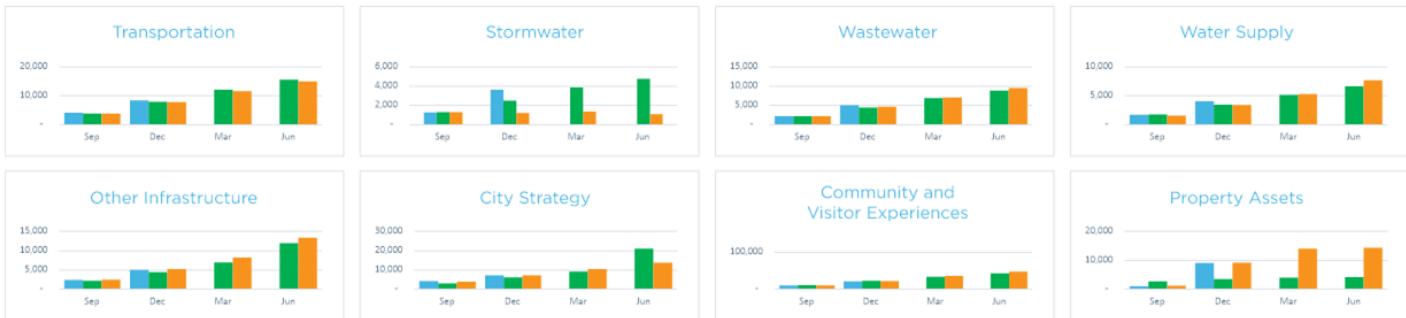 Transportation
20,000
10,000
-
Sep Dec Mar Jun
Stormwater
6,000
4,000
2,000
-
Sep Dec Mar Jun
Wastewater
15,000
10,000
5,000
-
Sep Dec Mar Jun
Water Supply
10,000
5,000
-
Sep Dec Mar Jun
Other Infrastructure
15,000
10,000
5,000
-
Sep Dec Mar Jun
City Strategy
30,000
20,000
10,000
-
Sep Dec Mar Jun
Community and
Visitor Experiences
100,000
-
Sep Dec Mar Jun
Property Assets
20,000
10,000
-
Sep Dec Mar Jun